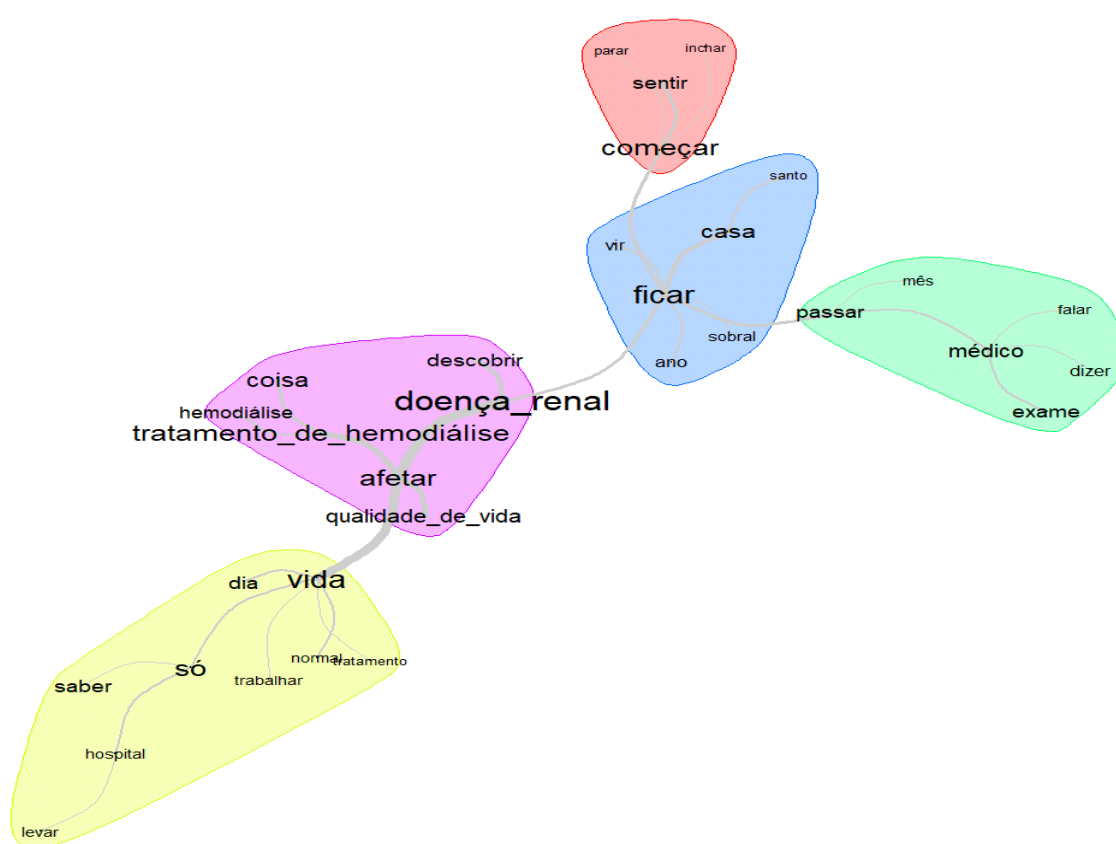 parar
inchar
sentir
começar
santo
casa
vir
ficar
sobral
ano
mês
passar
falar
médico
dizer
exame
descobrir
coisa
doença_renal
hemodiálise
tratamento_de_hemodiálise
afetar
qualidade_de_vida
dia
vida
normal
tratamento
só
trabalhar
saber
hospital
levar